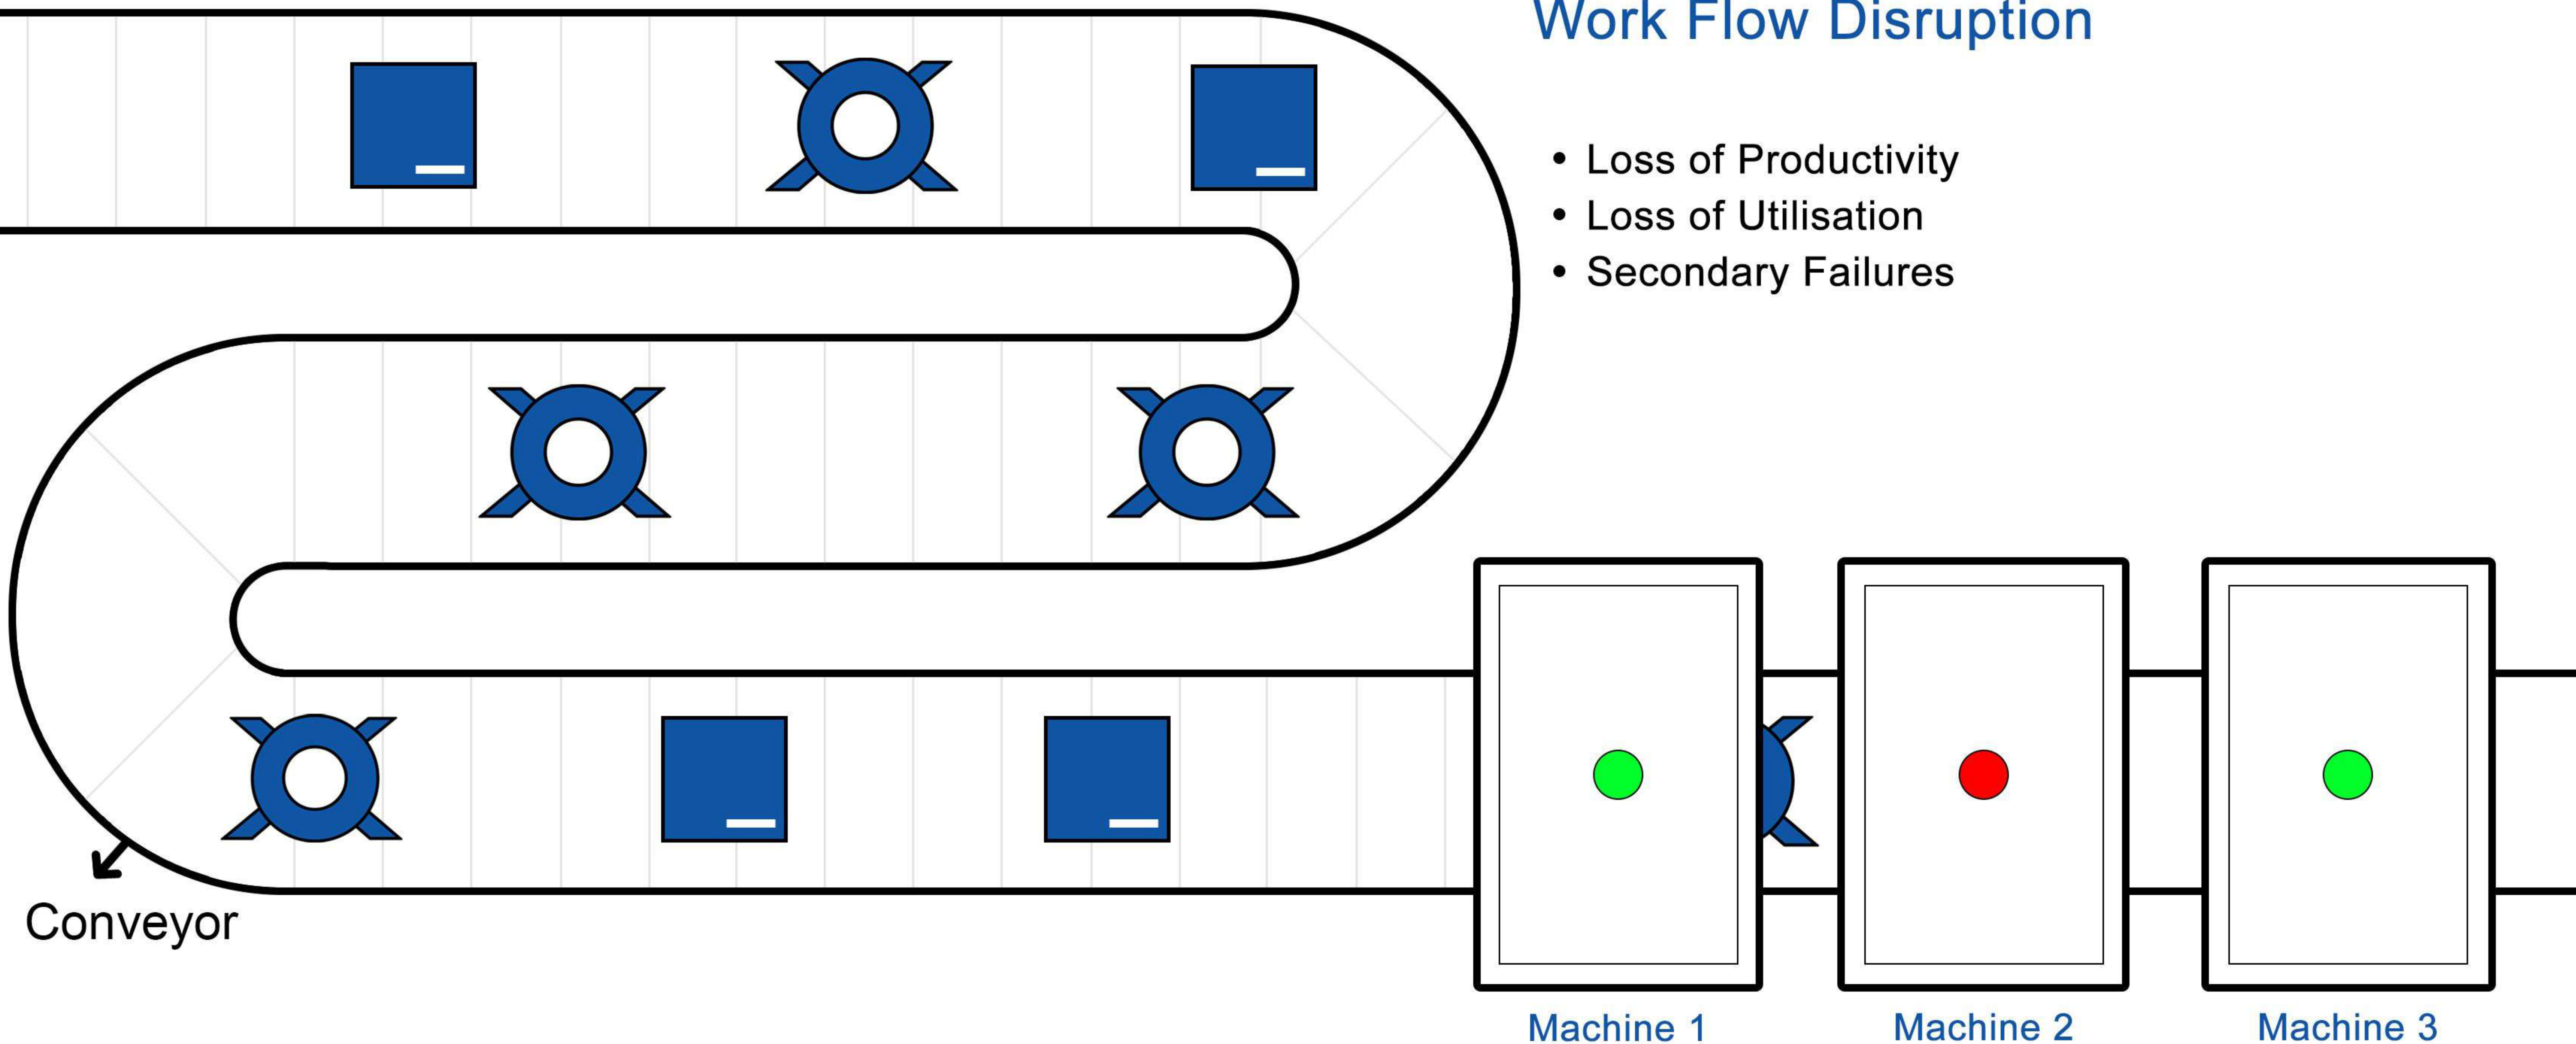 Work Flow Disruption
• Loss of Productivity
• Loss of Utilisation
• Secondary Failures
Conveyor
Machine 1
Machine 2
Machine 3